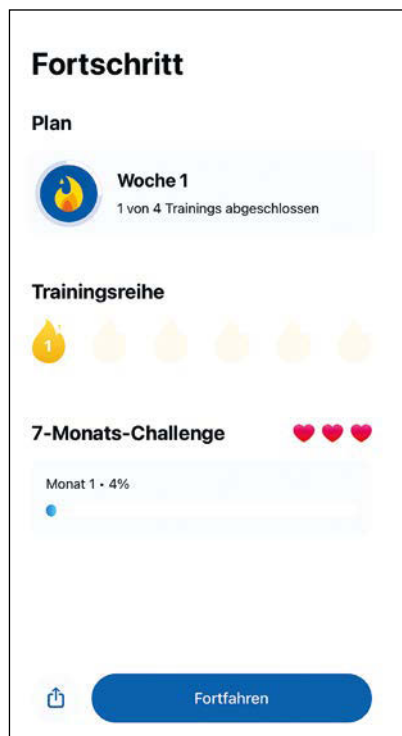 Fortschritt
Plan
Woche 1
1 von 4 Trainings abgeschlossen
Trainingsreihe
1
7-Monats-Challenge
Monat 1 • 4%
Fortfahren